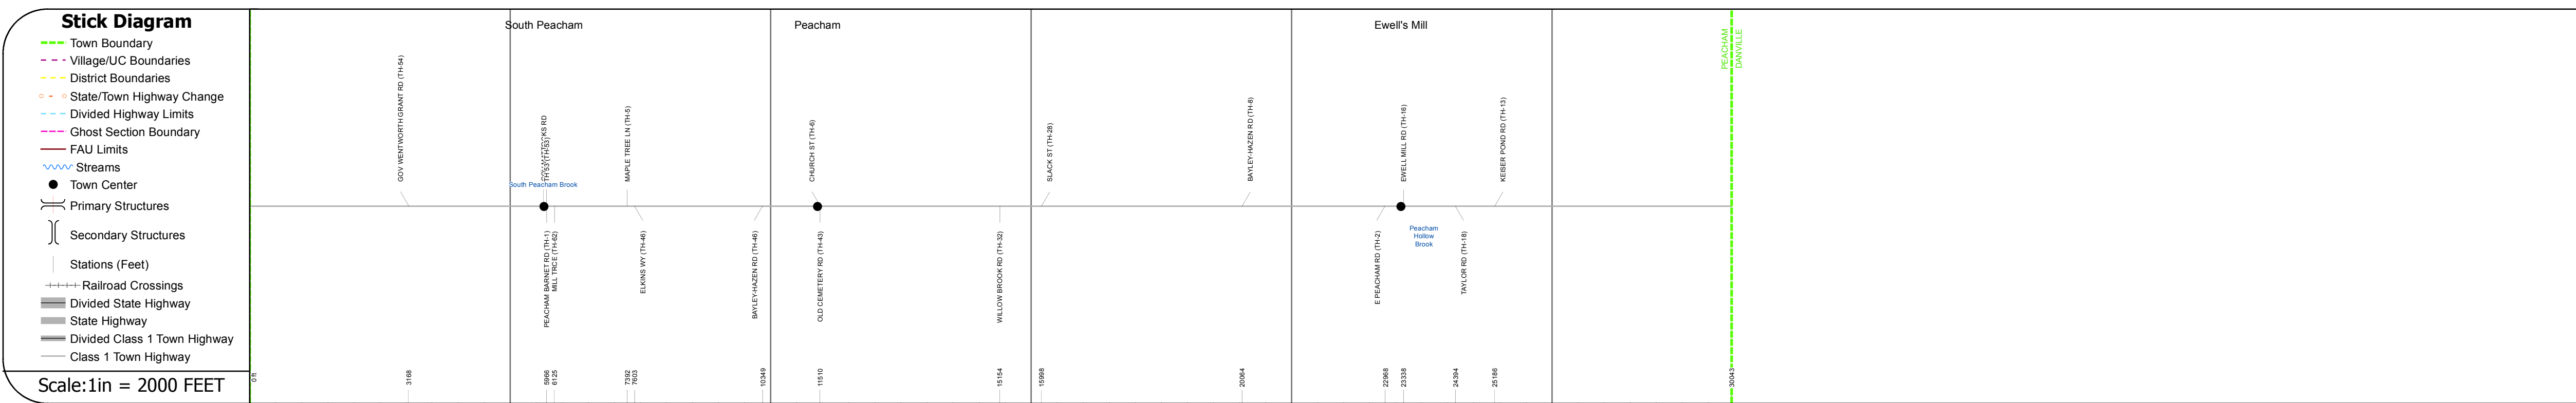 Stick Diagram
Town Boundary
Village/UC Boundaries
District Boundaries
State/Town Highway Change
Divided Highway Limits
Ghost Section Boundary
FAU Limits
Streams
Town Center
Primary Structures
Secondary Structures
Stations (Feet)
Railroad Crossings
Divided State Highway
State Highway
Divided Class 1 Town Highway
Class 1 Town Highway
Scale:1in = 2000 FEET
South Peacham
Peacham
Ewell's Mill
PEACHAM
DANVILLE
GOV WENTWORTH GRANT RD (TH-54)
TH 53 (TH-53)
MAPLE TREE LN (TH-5)
CHURCH ST (TH-6)
SLACK ST (TH-28)
BAYLEY-HAZEN RD (TH-8)
EWELL MILL RD (TH-16)
KEISER POND RD (TH-13)
South Peacham Brook
PEACHAM BARNET RD (TH-1)
MILL TRCE (TH-62)
ELKINS WY (TH-46)
BAYLEY-HAZEN RD (TH-46)
OLD CEMETERY RD (TH-43)
WILLOW BROOK RD (TH-32)
E PEACHAM RD (TH-2)
Peacham
Hollow
Brook
TAYLOR RD (TH-18)
0 ft
3168
5966
6125
7392
7603
10349
11510
15154
15998
20064
22968
23338
24394
25186
30043